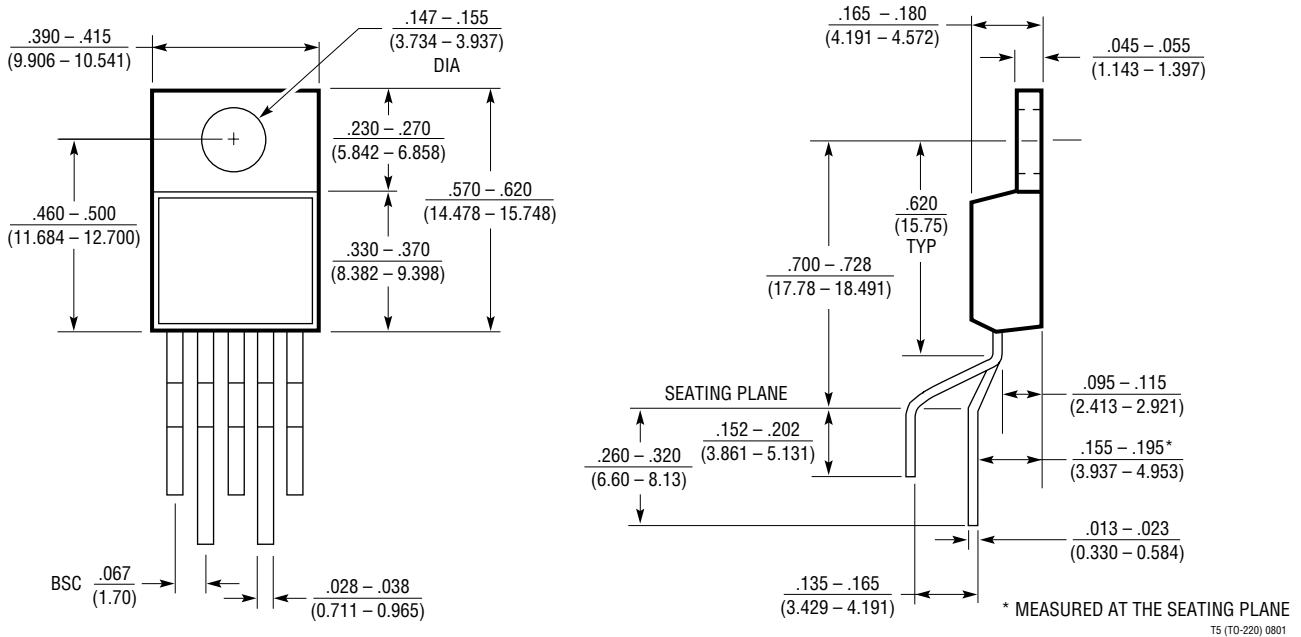 .390 – .415
(9.906 – 10.541)
.147 – .155
(3.734 – 3.937)
DIA
.230 – .270
(5.842 – 6.858)
.460 – .500
(11.684 – 12.700)
.570 – .620
(14.478 – 15.748)
.330 – .370
(8.382 – 9.398)
BSC
.067
(1.70)
.028 – .038
(0.711 – 0.965)
.165 – .180
(4.191 – 4.572)
.045 – .055
(1.143 – 1.397)
.620
(15.75)
TYP
.700 – .728
(17.78 – 18.491)
SEATING PLANE
.152 – .202
(3.861 – 5.131)
.260 – .320
(6.60 – 8.13)
.095 – .115
(2.413 – 2.921)
.155 – .195*
(3.937 – 4.953)
.013 – .023
(0.330 – 0.584)
.135 – .165
(3.429 – 4.191)
* MEASURED AT THE SEATING PLANE
T5 (TO-220) 0801